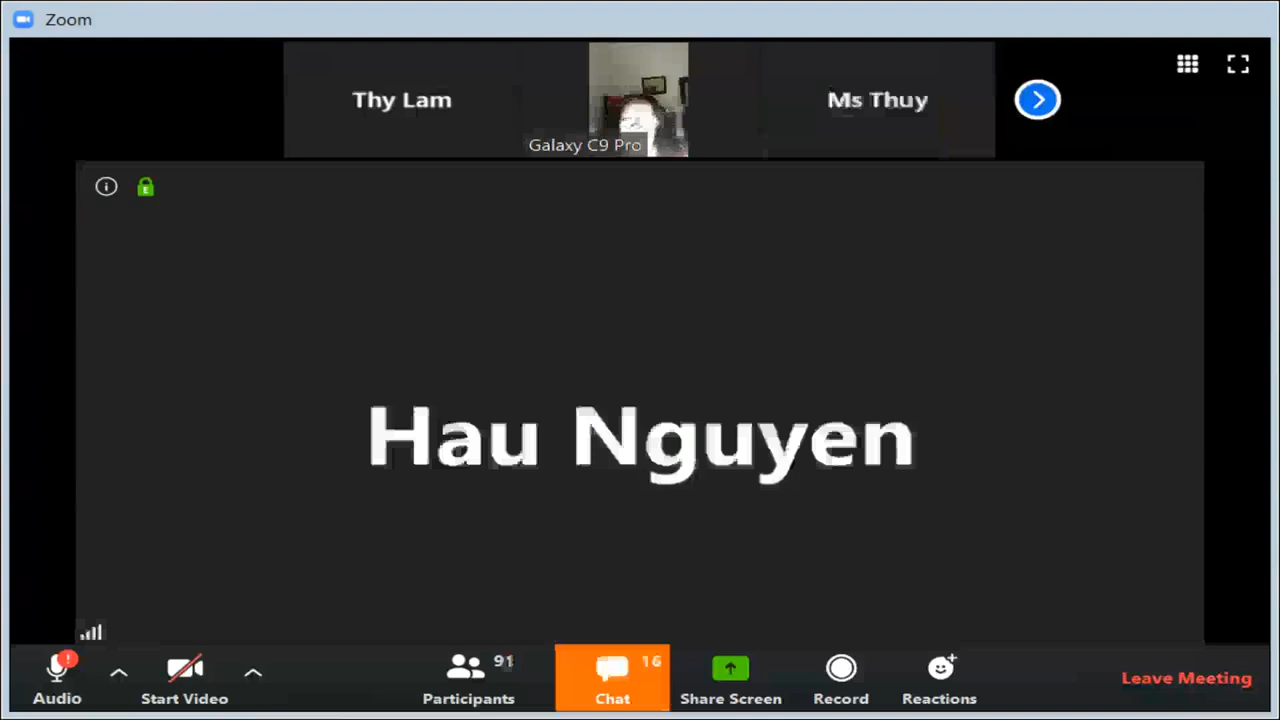 Zoom
Thy Lam
Galaxy C9 Pro
Ms Thuy
Hau Nguyen
91
16
Audio
Start Video
Participants
Chat
Share Screen
Record
Reactions
Leave Meeting